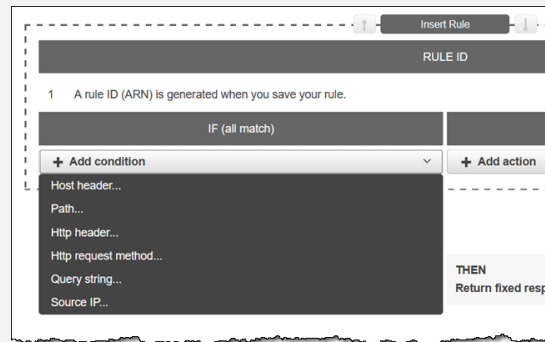 Insert Rule
RULE ID
1 A rule ID (ARN) is generated when you save your rule.
IF (all match)
+ Add condition
+ Add action
Host header...
Path...
Http header...
Http request method...
Query string...
Source IP...
THEN
Return fixed